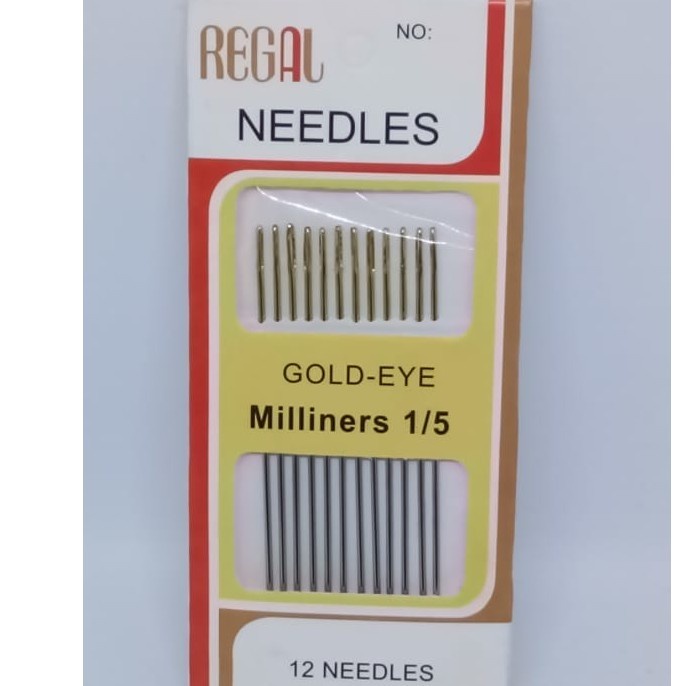 REGAL
NO:
NEEDLES
GOLD-EYE
Milliners 1/5
12 NEEDLES